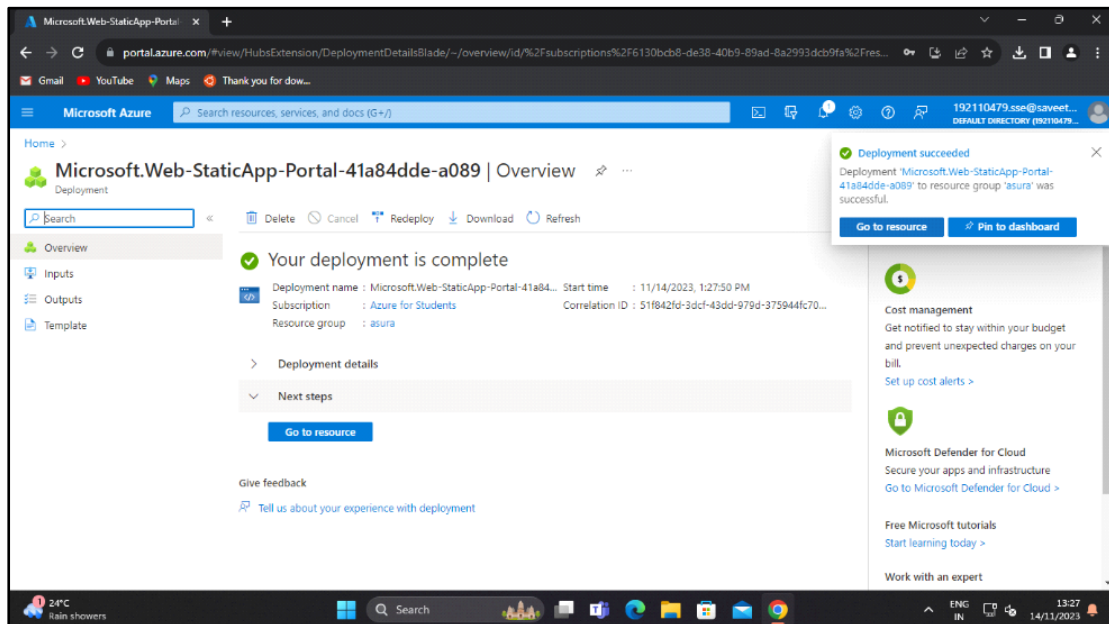 Microsoft.Web-StaticApp-Portal
portal.azure.com/#view/HubsExtension/DeploymentDetailsBlade/~/overview/id/%2Fsubscriptions%2F6130bcb8-de38-40b9-89ad-8a2993dcb9fa%2Fres...
Gmail YouTube Maps Thank you for dow...
Microsoft Azure
Search resources, services, and docs (G+/)
1
192110479.sse@saveet...
DEFAULT DIRECTORY (192110479...
Home >
Microsoft.Web-StaticApp-Portal-41a84dde-a089 | Overview ...
Deployment
Deployment succeeded
Deployment 'Microsoft.Web-StaticApp-Portal-
41a84dde-a089' to resource group 'asura' was
successful.
Go to resource Pin to dashboard
Search «
Overview
Inputs
Outputs
Template
Delete Cancel Redeploy Download Refresh
Your deployment is complete
Deployment name : Microsoft.Web-StaticApp-Portal-41a84... Start time : 11/14/2023, 1:27:50 PM
Subscription : Azure for Students Correlation ID : 51f842fd-3dcf-43dd-979d-375944fc70...
Resource group : asura
Deployment details
Next steps
Go to resource
Give feedback
Tell us about your experience with deployment
Cost management
Get notified to stay within your budget
and prevent unexpected charges on your
bill.
Set up cost alerts >
Microsoft Defender for Cloud
Secure your apps and infrastructure
Go to Microsoft Defender for Cloud >
Free Microsoft tutorials
Start learning today >
Work with an expert
1
24°C
Rain showers
Search
ENG
IN
13:27
14/11/2023